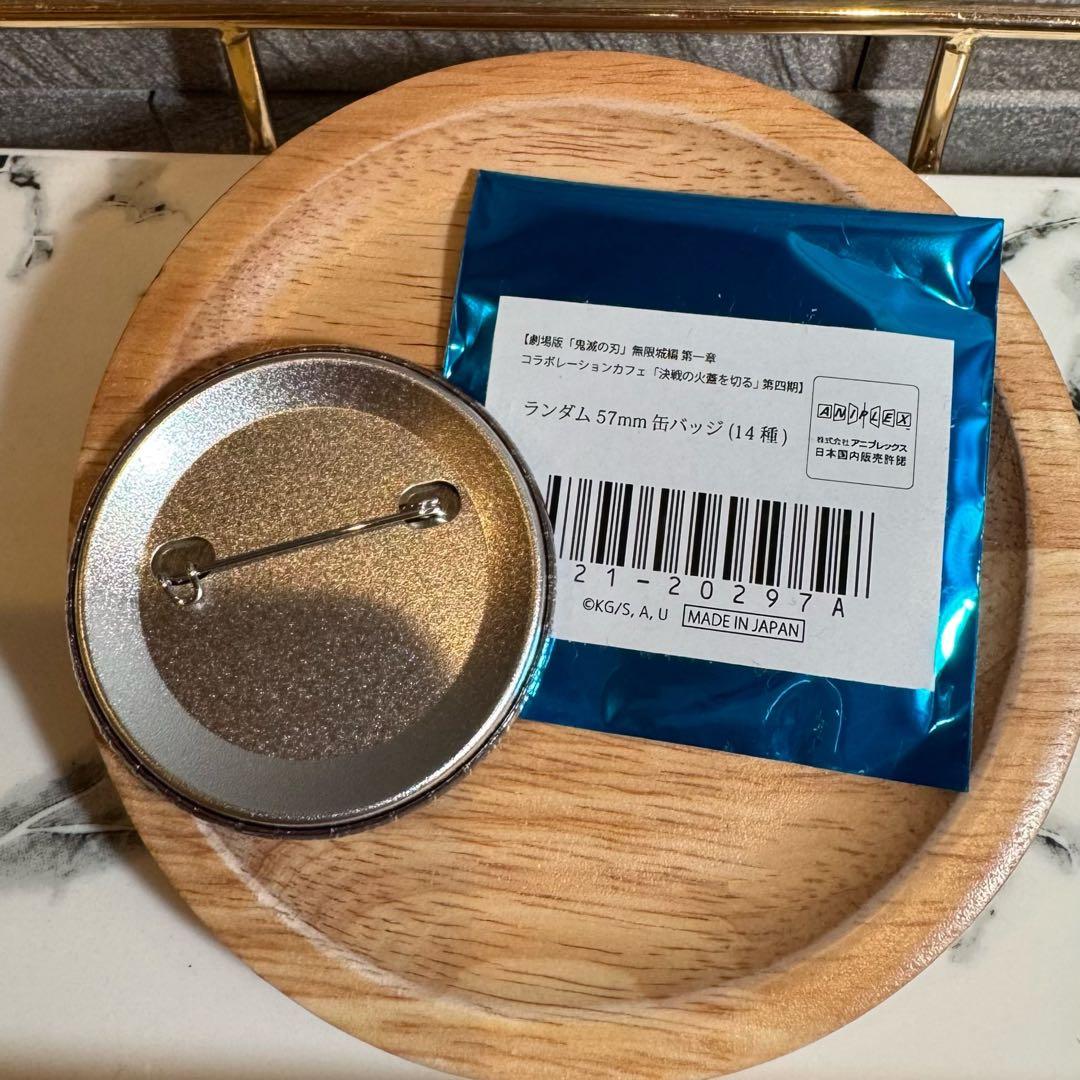 【劇場版「鬼滅の刃」無限城編 第一章
コラボレーションカフェ「決戦の火蓋を切る」第四期】
ランダム 57mm 缶バッジ (14 種)
ANIPLEX
株式会社 アニプレックス
日本国内販売許諾
21-20297A
©KG/S, A, U
MADE IN JAPAN